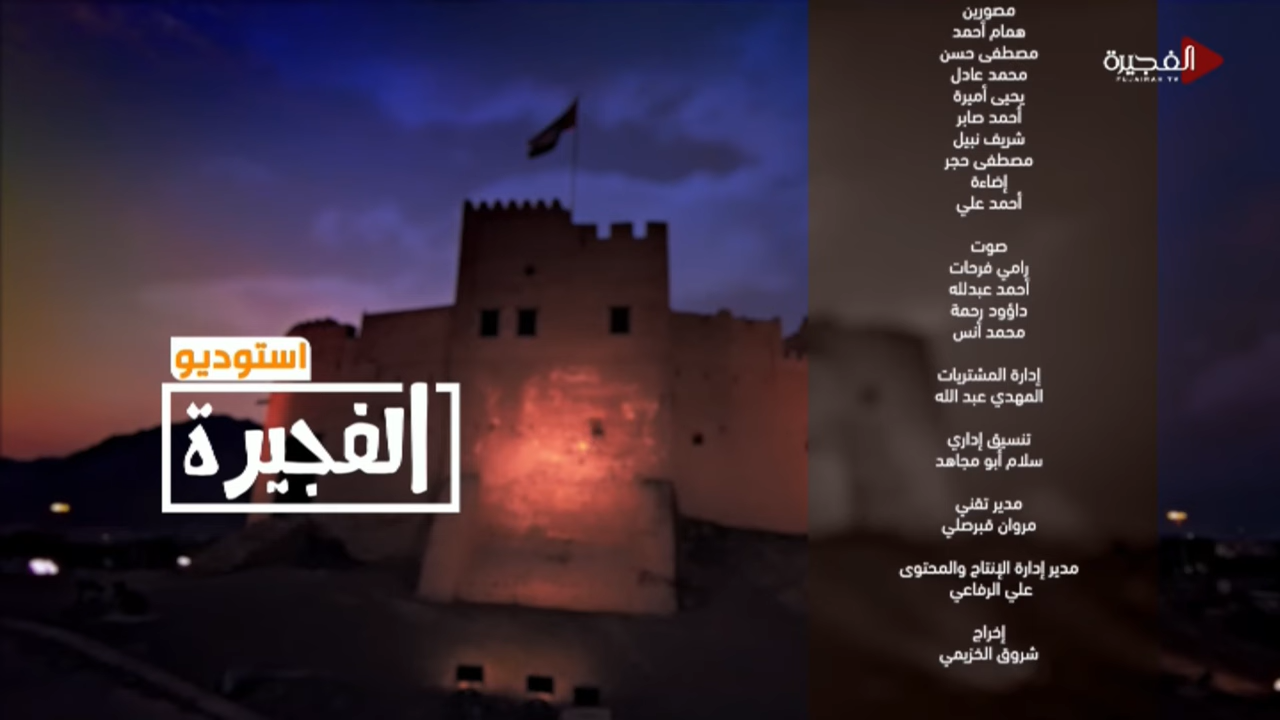 مصورين
همام أحمد
مصطفى حسن
محمد عادل
يحيى أميرة
أحمد صابر
شريف نبيل
مصطفى حجر
إضاءة
أحمد علي
صوت
رامي فرحات
أحمد عبدلله
داؤود رحمة
محمد أنس
إدارة المشتريات
المهدي عبد الله
تنسيق إداري
سلام أبو مجاهد
مدير تقني
مروان قبرصلي
مدير إدارة الإنتاج والمحتوى
علي الرفاعي
إخراج
شروق الخزيمي
الفجيرة
FUJAIRAH TV
استوديو
الفجيرة